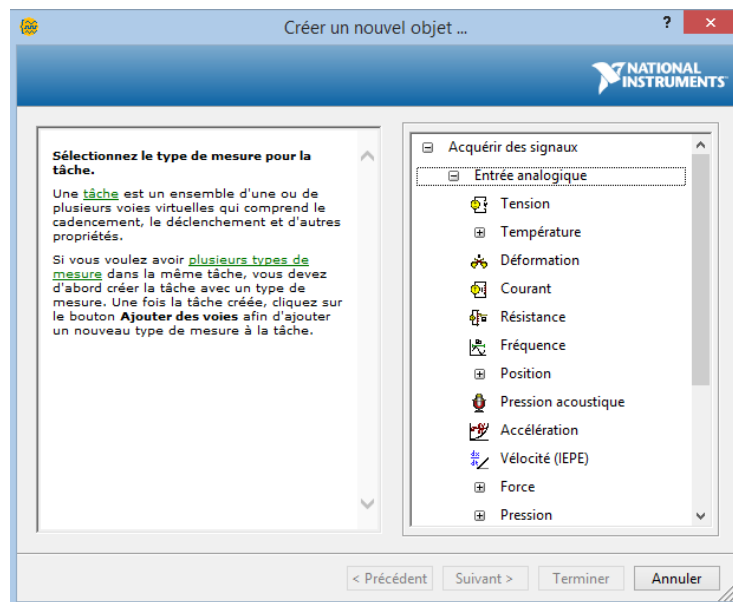 Créer un nouvel objet ...
?
×
NATIONAL
INSTRUMENTS
Sélectionnez le type de mesure pour la
tâche.
Une tâche est un ensemble d'une ou de
plusieurs voies virtuelles qui comprend le
cadencement, le déclenchement et d'autres
propriétés.
Si vous voulez avoir plusieurs types de
mesure dans la même tâche, vous devez
d'abord créer la tâche avec un type de
mesure. Une fois la tâche créée, cliquez sur
le bouton Ajouter des voies afin d'ajouter
un nouveau type de mesure à la tâche.
Acquérir des signaux
Entrée analogique
Tension
Température
Déformation
Courant
Résistance
Fréquence
Position
Pression acoustique
Accélération
Vélocité (IEPE)
Force
Pression
< Précédent
Suivant >
Terminer
Annuler